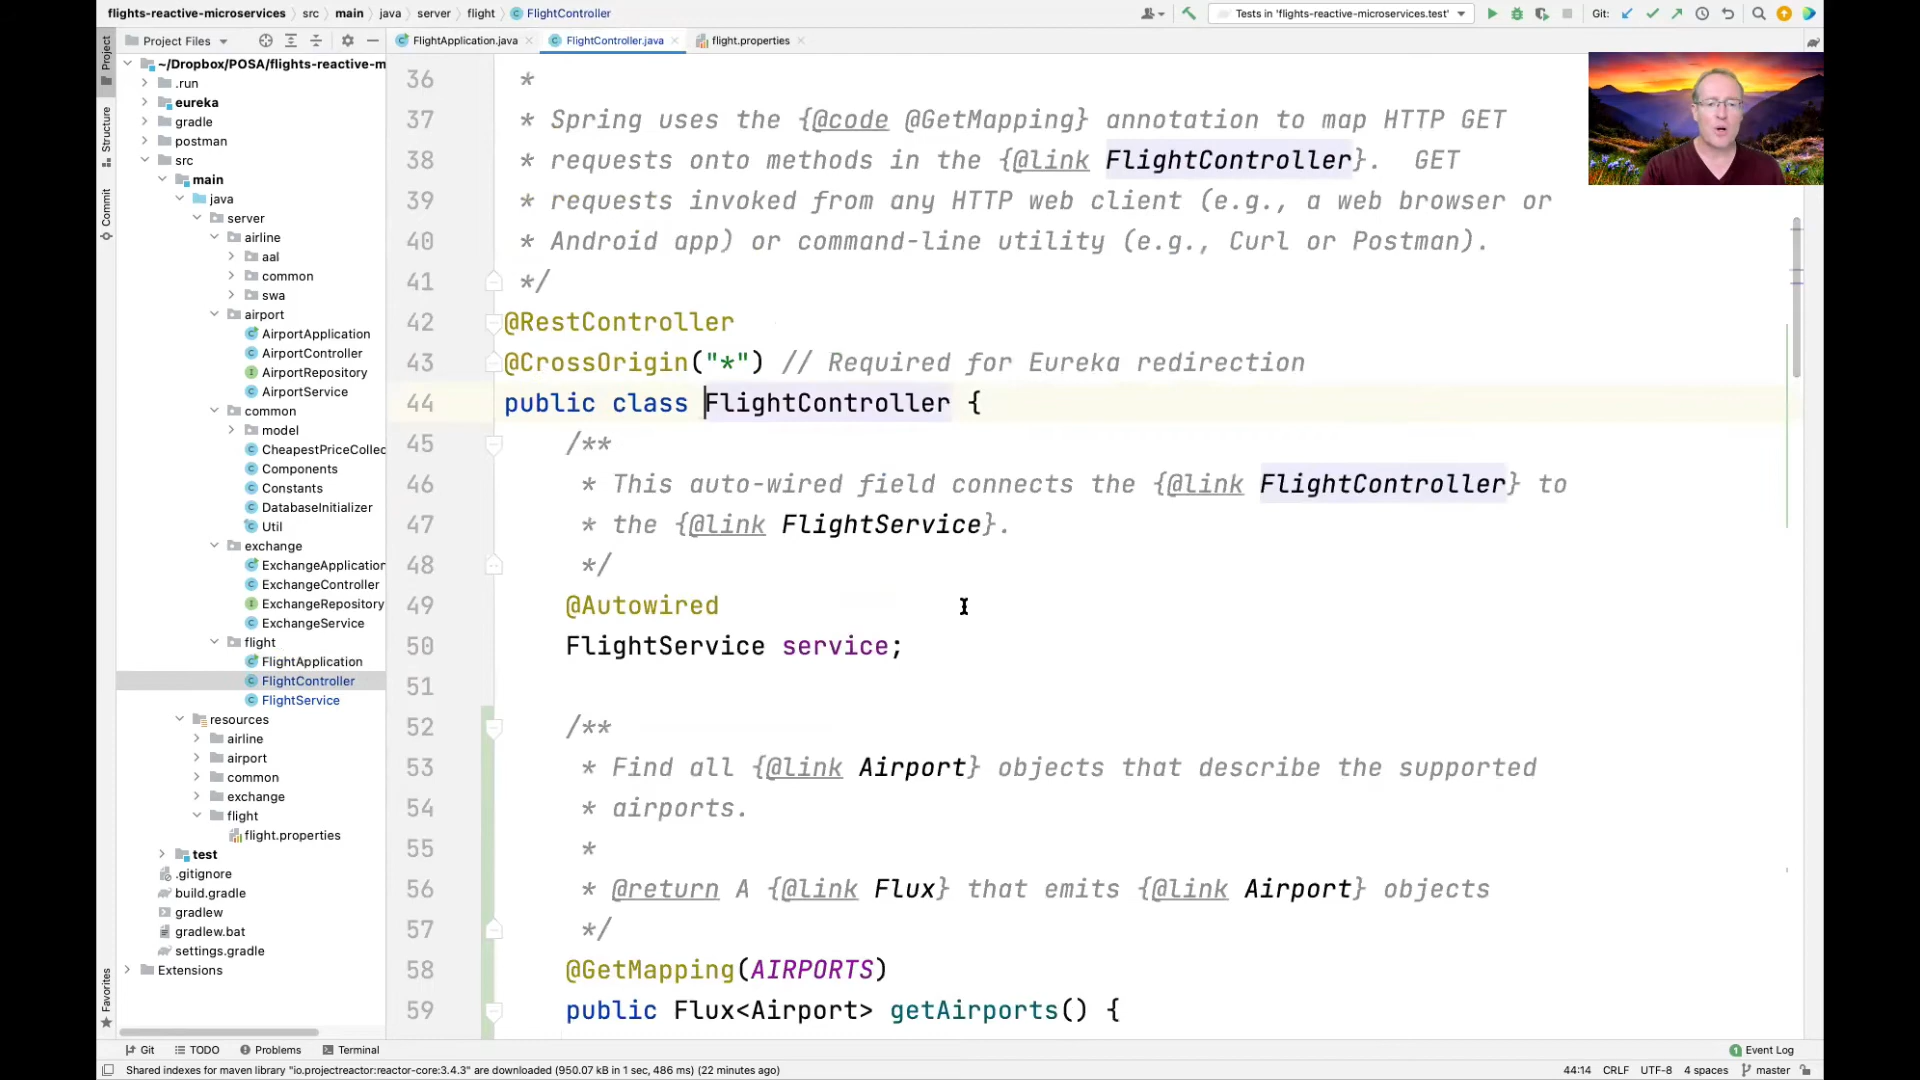 flights-reactive-microservices src main java server flight FlightController
Tests in 'flights-reactive-microservices.test' Git:
Project Files
FlightApplication.java FlightController.java flight.properties
Project
Structure
Commit
Favorites
~/Dropbox/POSA/flights-reactive-m
.run
eureka
gradle
postman
src
main
java
server
airline
aal
common
swa
airport
AirportApplication
AirportController
AirportRepository
AirportService
common
model
CheapestPriceCollec
Components
Constants
DatabaseInitializer
Util
exchange
ExchangeApplication
ExchangeController
ExchangeRepository
ExchangeService
flight
FlightApplication
FlightController
FlightService
resources
airline
airport
common
exchange
flight
flight.properties
test
.gitignore
build.gradle
gradlew
gradlew.bat
settings.gradle
Extensions
36 *
37 * Spring uses the {@code @GetMapping} annotation to map HTTP GET
38 * requests onto methods in the {@link FlightController}. GET
39 * requests invoked from any HTTP web client (e.g., a web browser or
40 * Android app) or command-line utility (e.g., Curl or Postman).
41 */
42 @RestController
43 @CrossOrigin("*") // Required for Eureka redirection
44 public class FlightController {
45 /**
46 * This auto-wired field connects the {@link FlightController} to
47 * the {@link FlightService}.
48 */
49 @Autowired
50 FlightService service;
51
52 /**
53 * Find all {@link Airport} objects that describe the supported
54 * airports.
55 *
56 * @return A {@link Flux} that emits {@link Airport} objects
57 */
58 @GetMapping(AIRPORTS)
59 public Flux<Airport> getAirports() {
Git TODO Problems Terminal 1 Event Log
Shared indexes for maven library "io.projectreactor:reactor-core:3.4.3" are downloaded (950.07 kB in 1 sec, 486 ms) (22 minutes ago) 44:14 CRLF UTF-8 4 spaces master